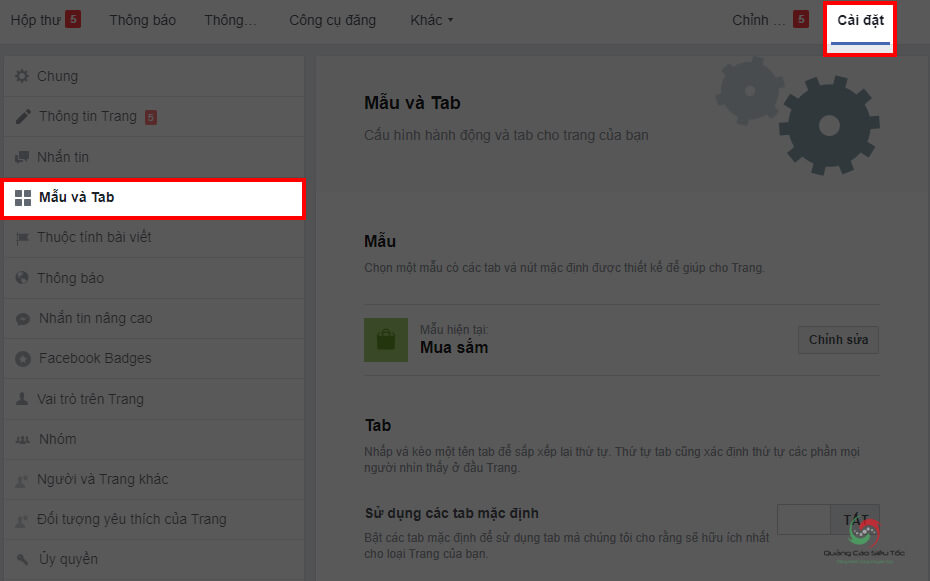 Hộp thư 5 Thông báo Thông... Công cụ đăng Khác Chỉnh ... 5 Cài đặt
Chung
Thông tin Trang 5
Nhắn tin
Mẫu và Tab
Thuộc tính bài viết
Thông báo
Nhắn tin nâng cao
Facebook Badges
Vai trò trên Trang
Nhóm
Người và Trang khác
Đối tượng yêu thích của Trang
Ủy quyền
Mẫu và Tab
Cấu hình hành động và tab cho trang của bạn
Mẫu
Chọn một mẫu có các tab và nút mặc định được thiết kế để giúp cho Trang.
Mẫu hiện tại:
Mua sắm
Chỉnh sửa
Tab
Nhấp và kéo một tên tab để sắp xếp lại thứ tự. Thứ tự tab cũng xác định thứ tự các phần mọi
người nhìn thấy ở đầu Trang.
Sử dụng các tab mặc định
TẮT
Bật các tab mặc định để sử dụng tab mà chúng tôi cho rằng sẽ hữu ích nhất
cho loại Trang của bạn.
Quảng Cáo Siêu Tốc